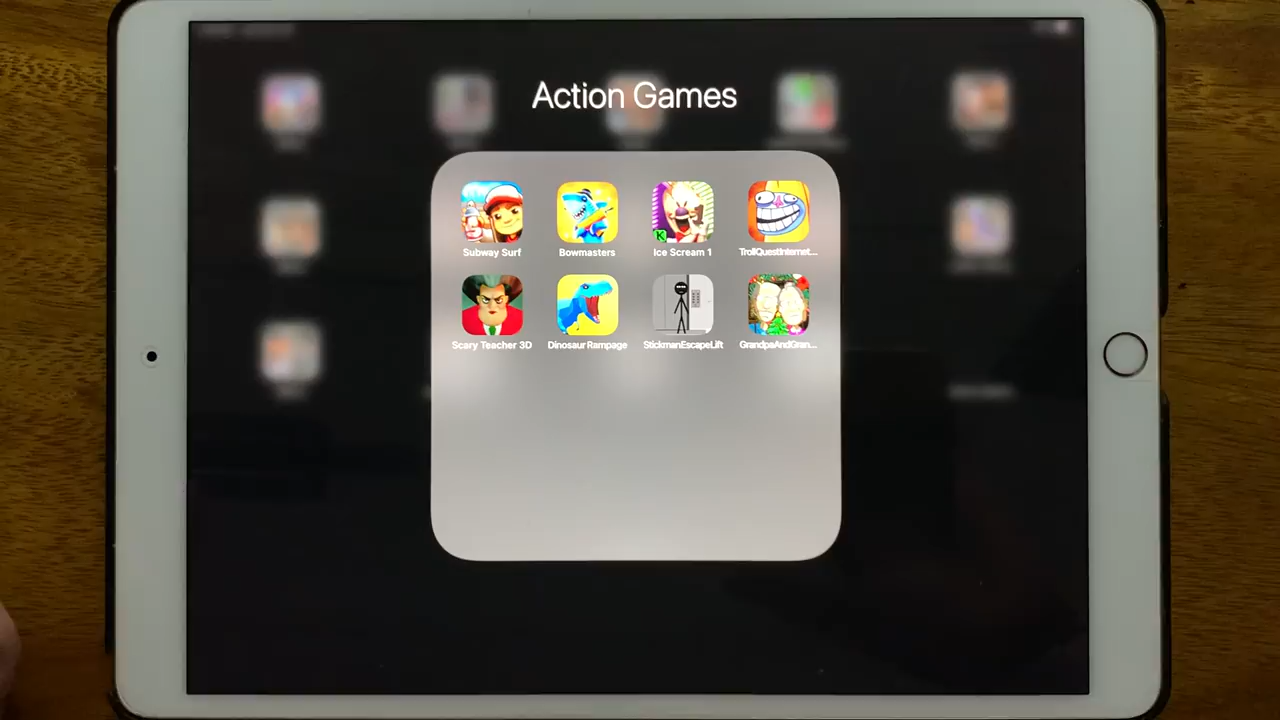 Action Games
Subway Surf
Bowmasters
Ice Scream 1
TrollQuestInternet...
Scary Teacher 3D
Dinosaur Rampage
StickmanEscapeLift
GrandpaAndGran...
K